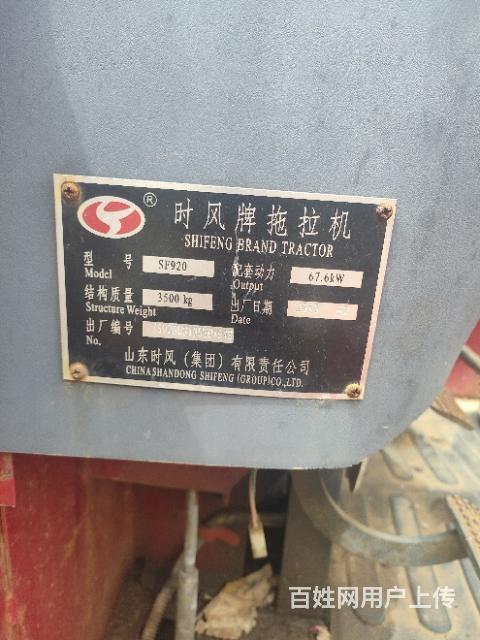 ®
时风牌拖拉机
SHIFENG BRAND TRACTOR
型号 SF920 配套动力 67.6kW
Model Output
结构质量 3500 kg 出厂日期
Structure Weight Date
出厂编号
No.
山东时风（集团）有限责任公司
CHINA SHANDONG SHIFENG (GROUP)CO.,LTD.
百姓网用户上传